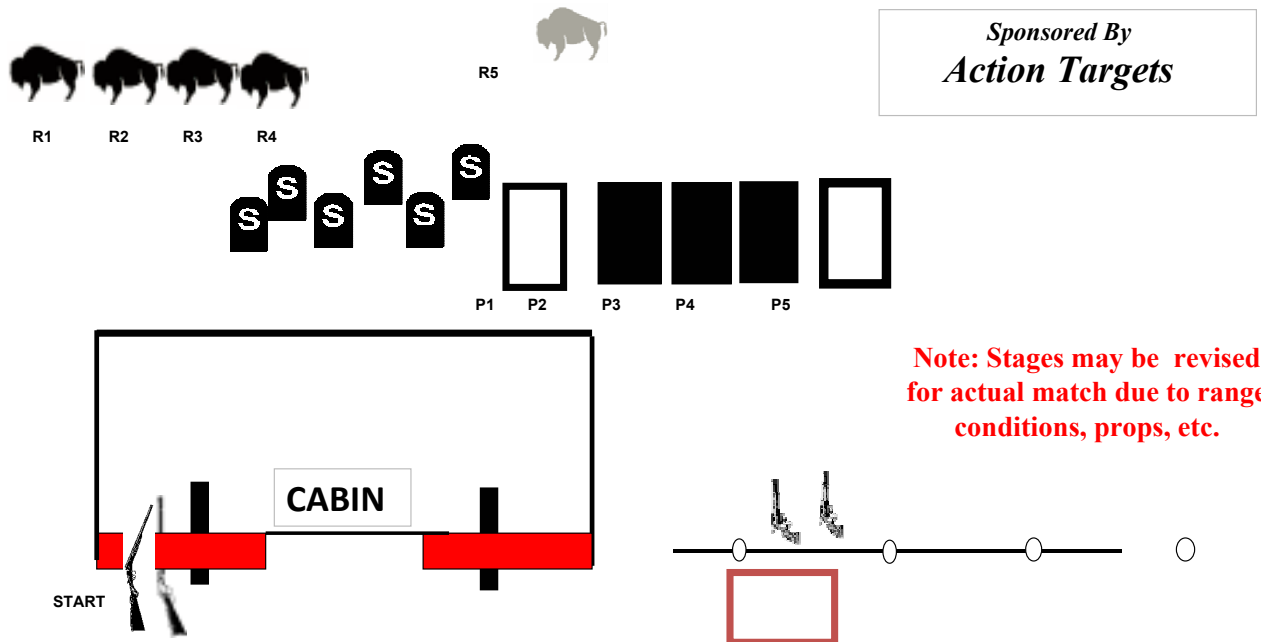 Sponsored By
Action Targets
R5
R1 R2 R3 R4
S S S S S S
P1 P2 P3 P4 P5
Note: Stages may be revised
for actual match due to range
conditions, props, etc.
CABIN
START